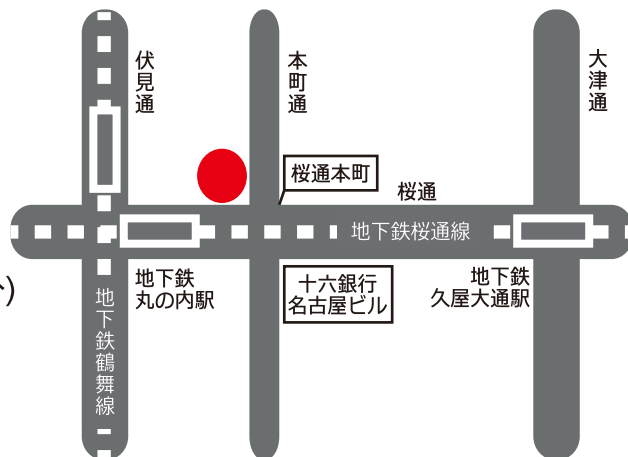 伏見通
本町通
大津通
桜通本町
桜通
地下鉄桜通線
地下鉄
丸の内駅
十六銀行
名古屋ビル
地下鉄
久屋大通駅
地下鉄鶴舞線
)